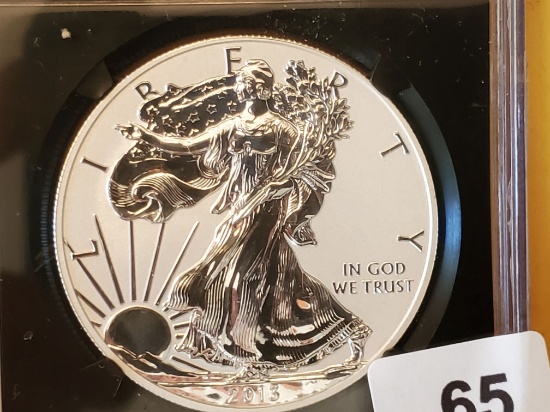 LIBERTY
IN GOD
WE TRUST
2013
65